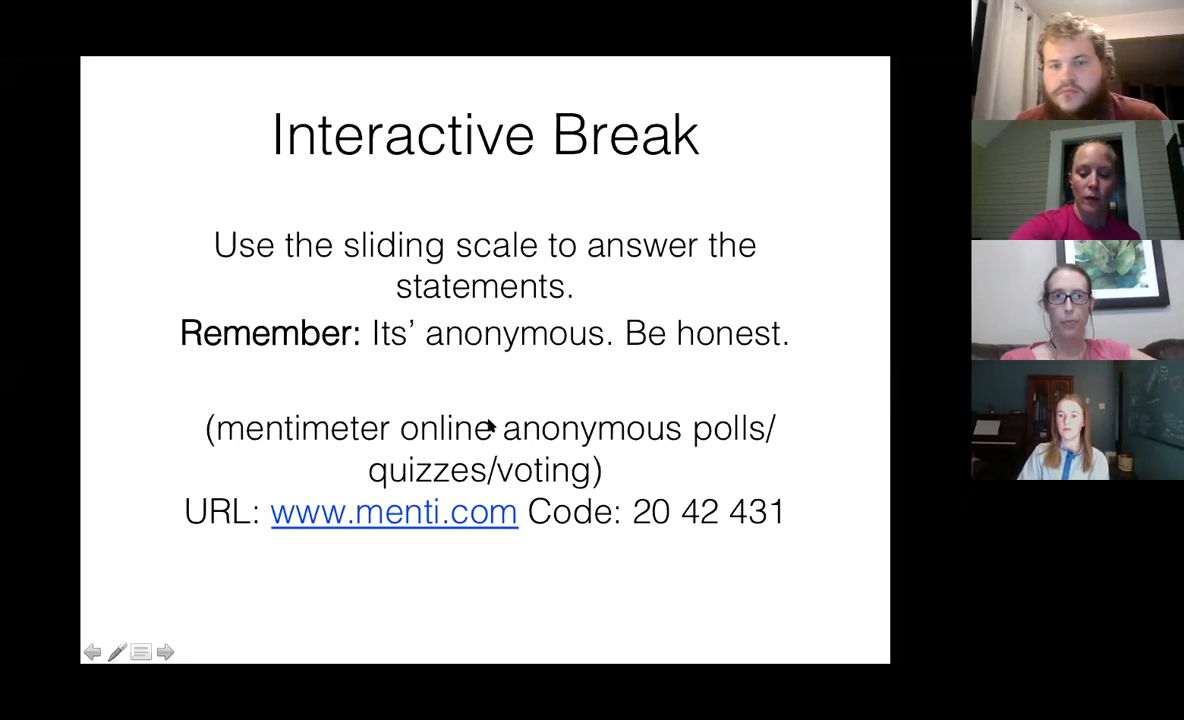 Interactive Break
Use the sliding scale to answer the
statements.
Remember: Its’ anonymous. Be honest.
(mentimeter online anonymous polls/
quizzes/voting)
URL: www.menti.com Code: 20 42 431